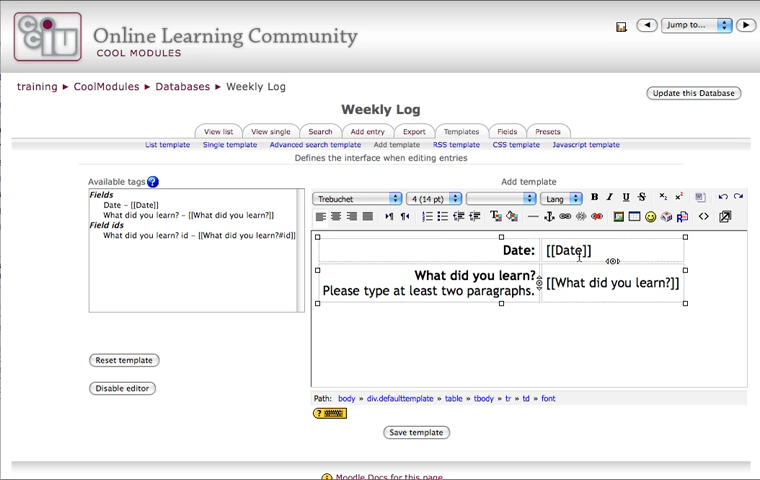 cciu
Online Learning Community
COOL MODULES
Jump to...
training ► CoolModules ► Databases ► Weekly Log
Update this Database
Weekly Log
View list View single Search Add entry Export Templates Fields Presets
List template Single template Advanced search template Add template RSS template CSS template Javascript template
Defines the interface when editing entries
Available tags ?
Add template
Fields
Date - [[Date]]
What did you learn? - [[What did you learn?]]
Field ids
What did you learn? id - [[What did you learn?#id]]
Trebuchet 4 (14 pt) Lang B I U S x₂ x²
Date: [[Date]]
What did you learn?
Please type at least two paragraphs.
[[What did you learn?]]
Reset template
Disable editor
Path: body » div.defaulttemplate » table » tbody » tr » td » font
?
Save template
Moodle Docs for this page